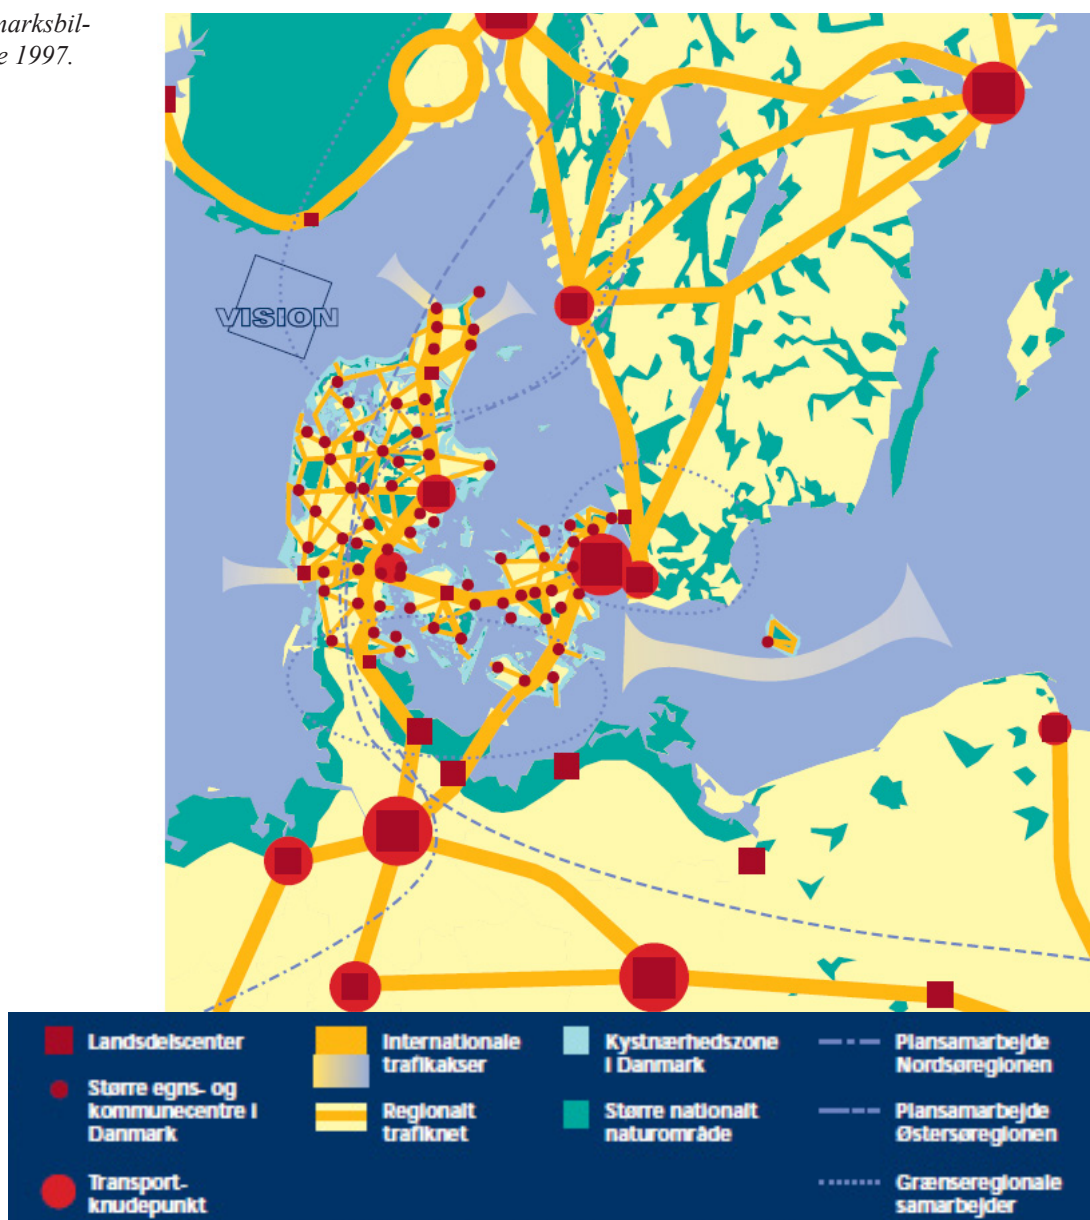 marksbil-
e 1997.
VISION
Landsdelscenter
Større egns- og
kommunecentre i
Danmark
Transport-
knudepunkt
Internationale
trafikakser
Regionalt
trafiknet
Kystnærhedszone
i Danmark
Større nationalt
naturområde
Plansamarbejde
Nordsøregionen
Plansamarbejde
Østersøregionen
Grænseregionale
samarbejder